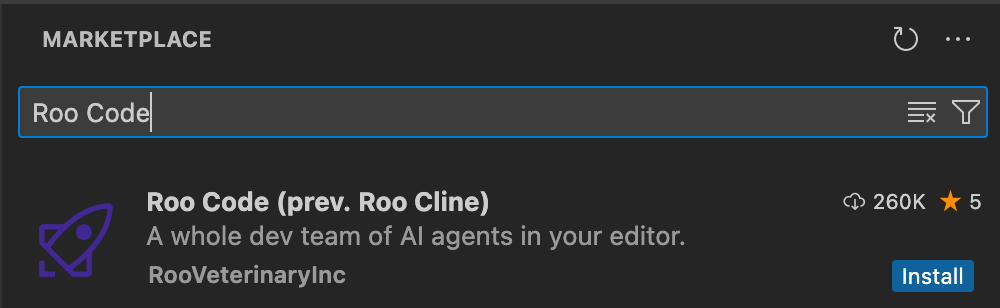 MARKETPLACE
Roo Code
Roo Code (prev. Roo Cline) 260K 5
A whole dev team of AI agents in your editor.
RooVeterinaryInc Install